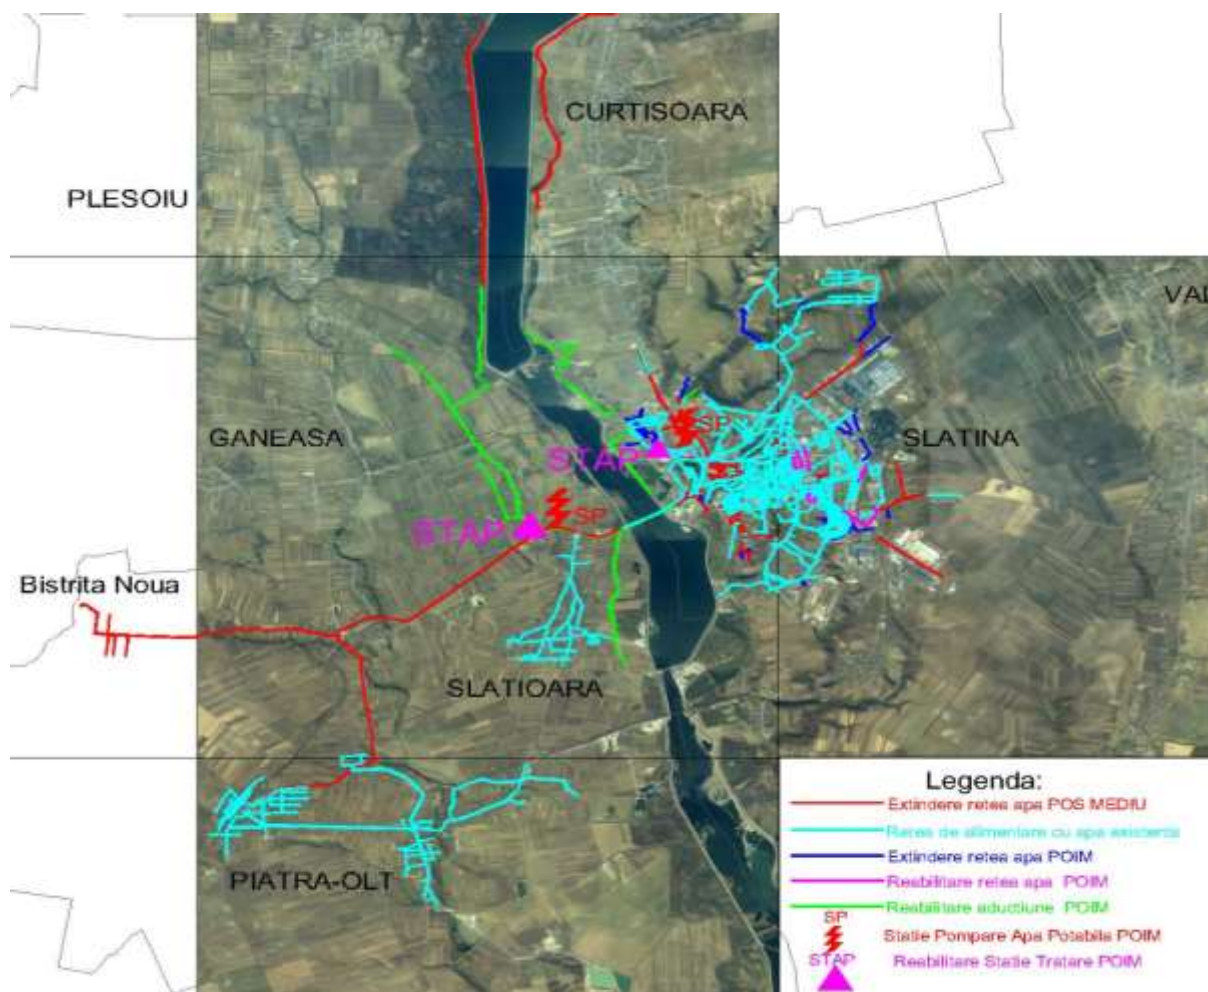 CURTISOARA
PLESOIU
VAL
GANEASA
SLATINA
SP
STAP
SP
STAP
Bistrita Noua
SLATIOARA
PIATRA-OLT
Legenda:
Extindere retea apa POS MEDIU
Retea de alimentare cu apa existenta
Extindere retea apa POIM
Reabilitare retea apa POIM
Reabilitare aductiune POIM
SP
Statie Pompare Apa Potabila POIM
STAP
Reabilitare Statie Tratare POIM